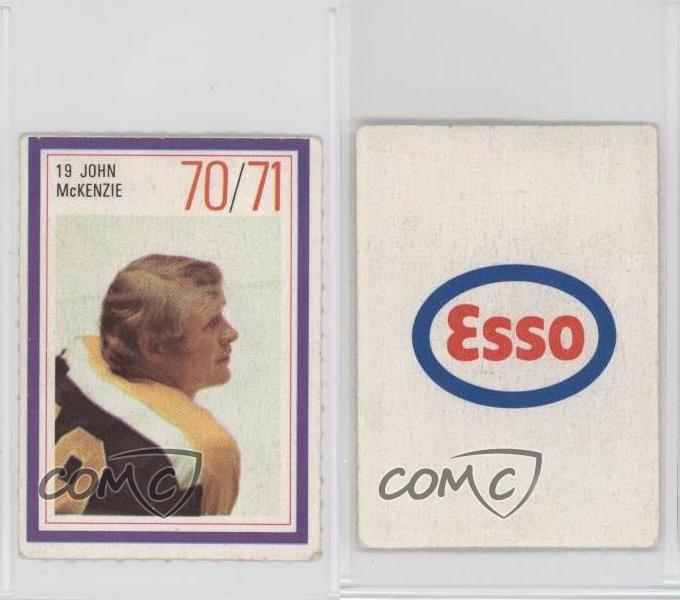 19 JOHN
McKENZIE
70/71
Esso
COMC
COMC